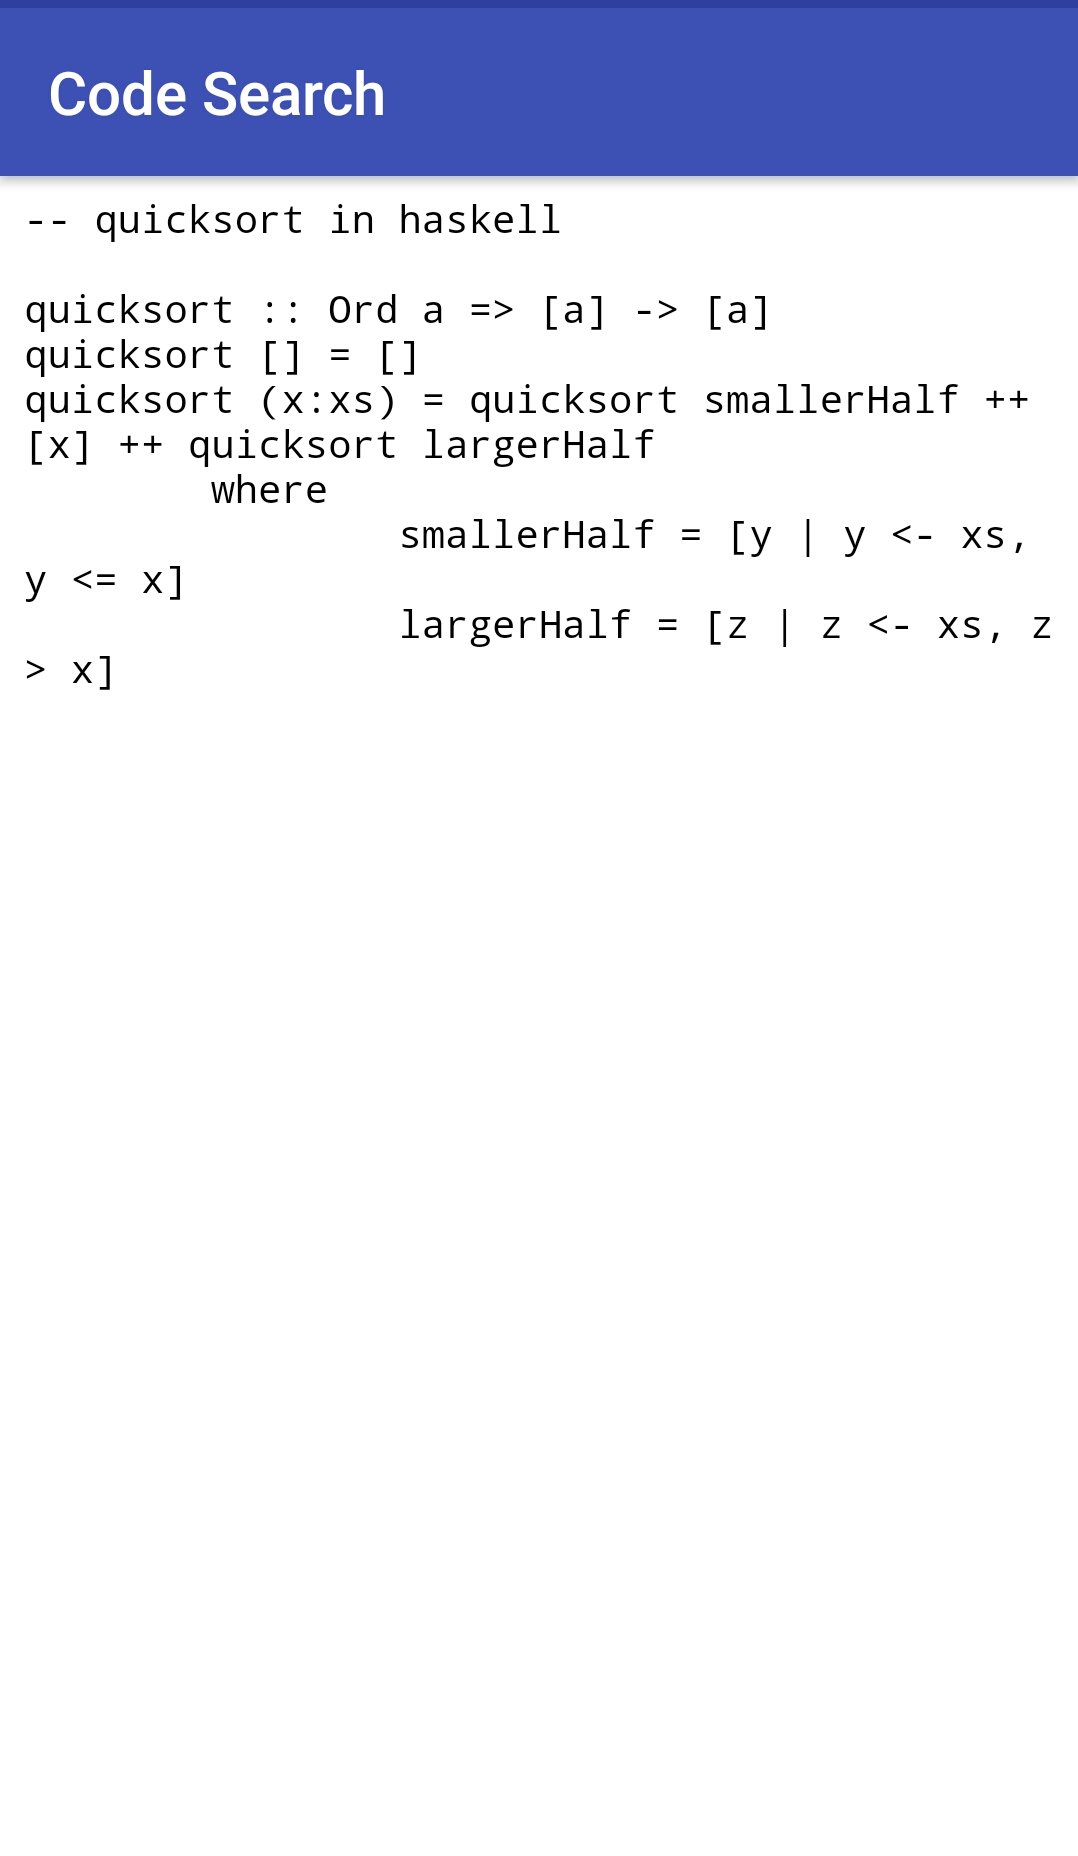 Code Search
-- quicksort in haskell
quicksort :: Ord a => [a] -> [a]
quicksort [] = []
quicksort (x:xs) = quicksort smallerHalf ++
[x] ++ quicksort largerHalf
        where
                smallerHalf = [y | y <- xs,
y <= x]
                largerHalf = [z | z <- xs, z
> x]